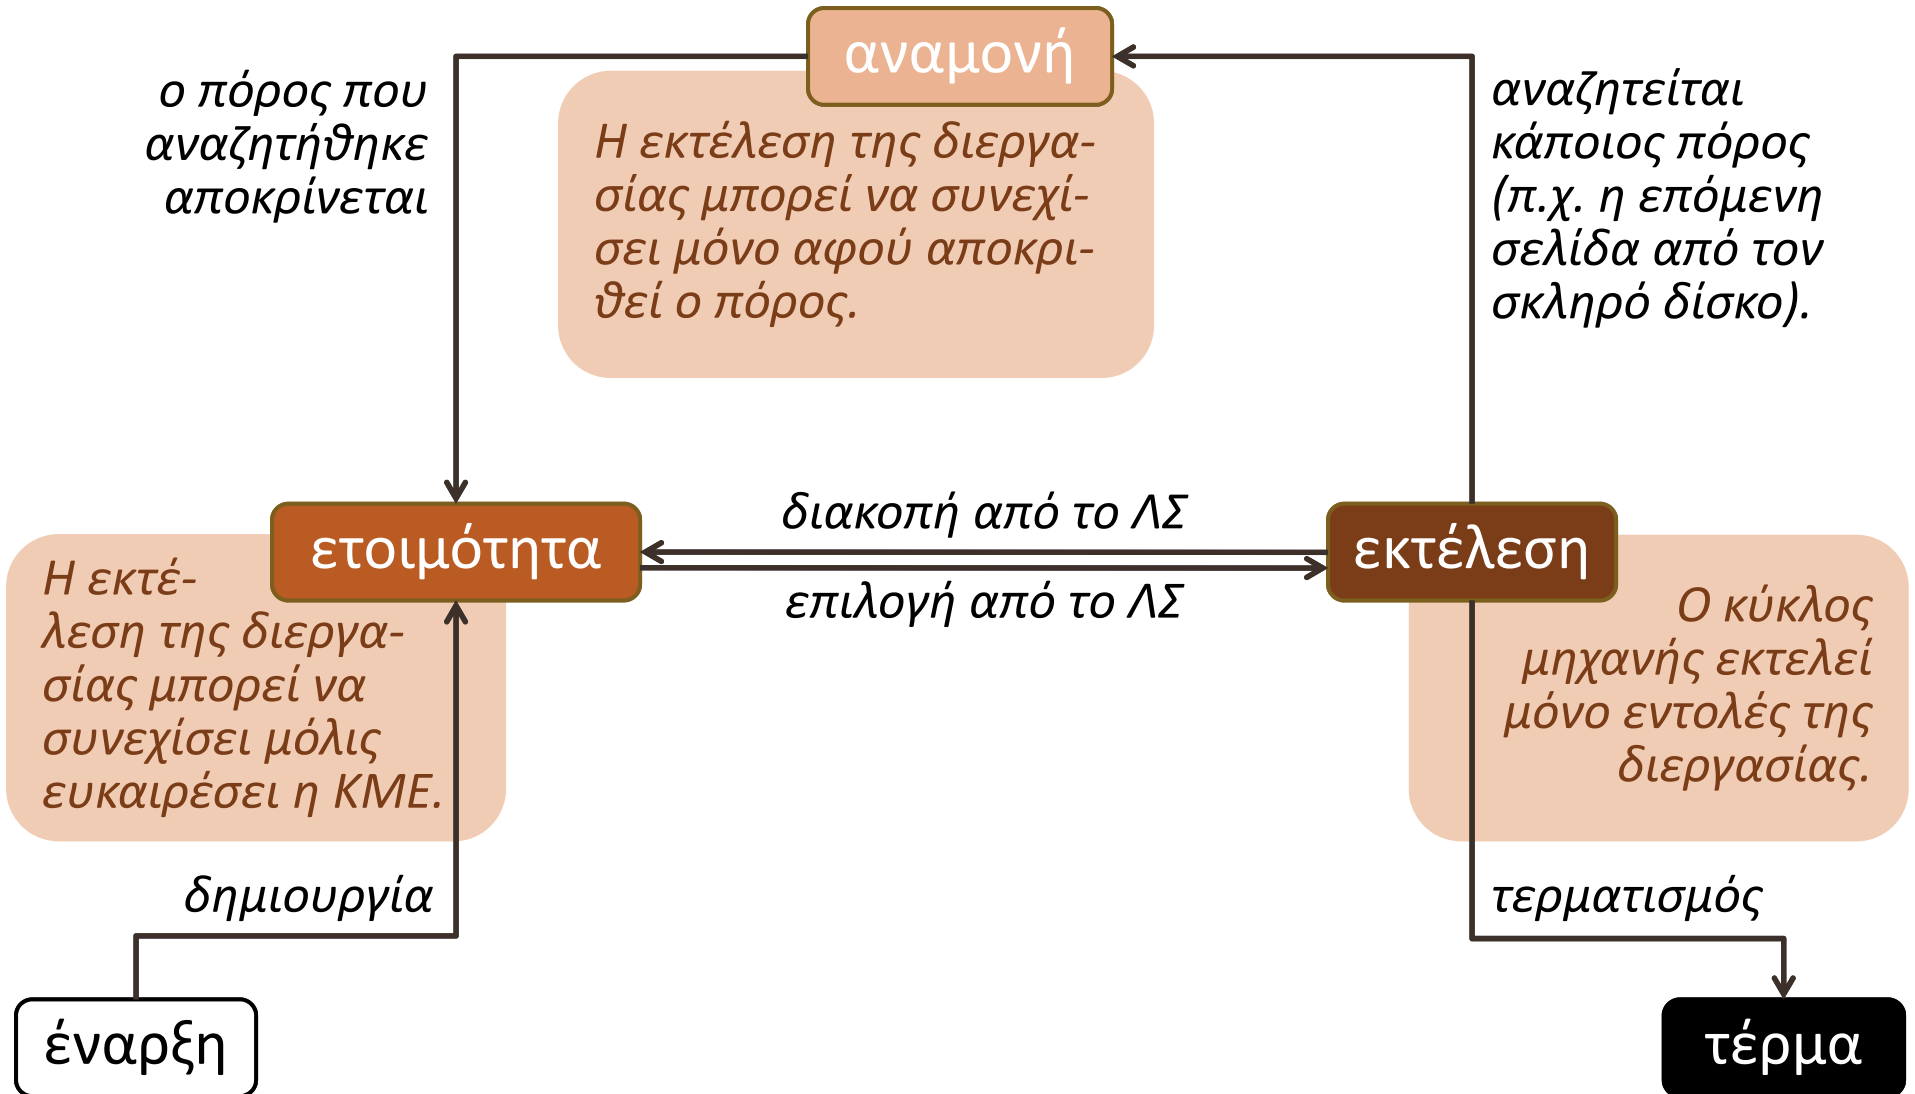 αναμονή
ο πόρος που
αναζητήθηκε
αποκρίνεται
Η εκτέλεση της διεργα-
σίας μπορεί να συνεχί-
σει μόνο αφού αποκρι-
θεί ο πόρος.
αναζητείται
κάποιος πόρος
(π.χ. η επόμενη
σελίδα από τον
σκληρό δίσκο).
ετοιμότητα
διακοπή από το ΛΣ
επιλογή από το ΛΣ
εκτέλεση
Η εκτέ-
λεση της διεργα-
σίας μπορεί να
συνεχίσει μόλις
ευκαιρέσει η ΚΜΕ.
Ο κύκλος
μηχανής εκτελεί
μόνο εντολές της
διεργασίας.
δημιουργία
τερματισμός
έναρξη
τέρμα